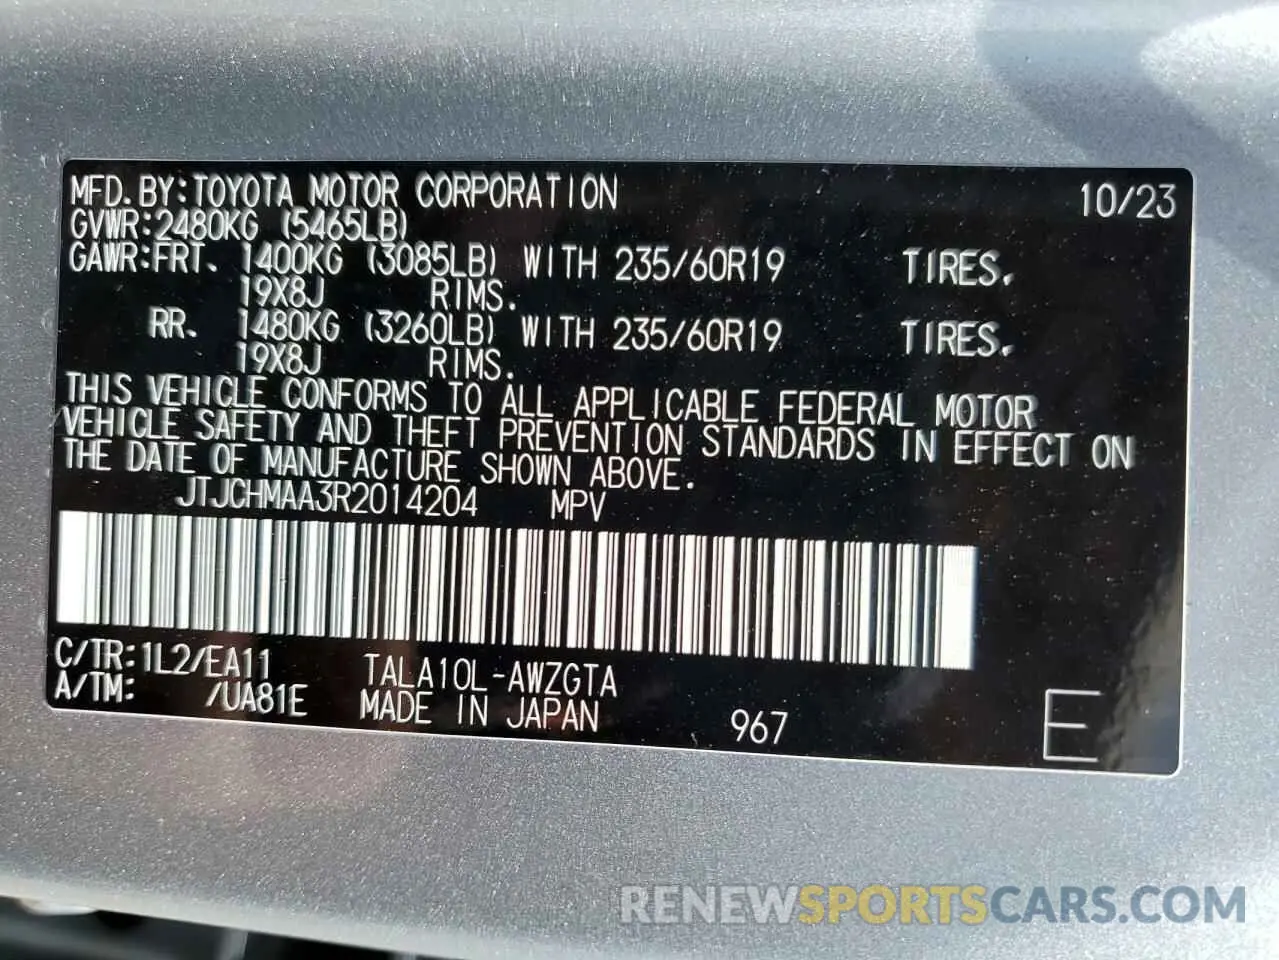 MFD. BY: TOYOTA MOTOR CORPORATION 10/23
GVWR: 2480KG (5465LB)
GAWR: FRT. 1400KG (3085LB) WITH 235/60R19 TIRES.
19X8J RIMS.
RR. 1480KG (3260LB) WITH 235/60R19 TIRES.
19X8J RIMS.
THIS VEHICLE CONFORMS TO ALL APPLICABLE FEDERAL MOTOR
VEHICLE SAFETY AND THEFT PREVENTION STANDARDS IN EFFECT ON
THE DATE OF MANUFACTURE SHOWN ABOVE.
JTJCHMAA3R2014204 MPV
C/TR: 1L2/EA11 TALA10L-AWZGTA
A/TM: /UA81E MADE IN JAPAN 967 E
RENEWSPORTSCARS.COM